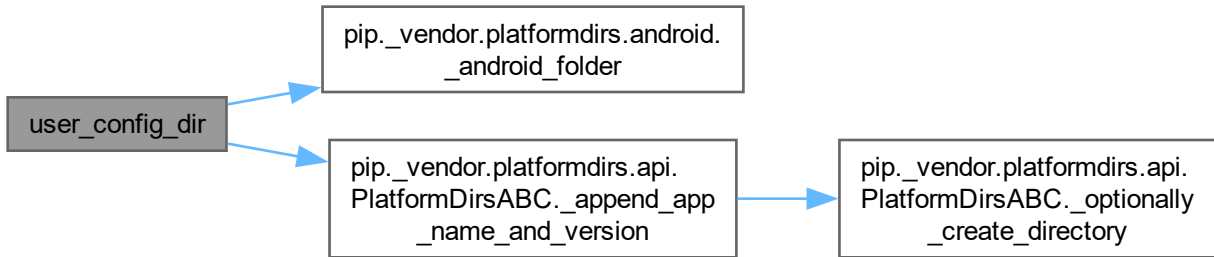 user_config_dir
pip._vendor.platformdirs.android.
_android_folder
pip._vendor.platformdirs.api.
PlatformDirsABC._append_app
_name_and_version
pip._vendor.platformdirs.api.
PlatformDirsABC._optionally
_create_directory